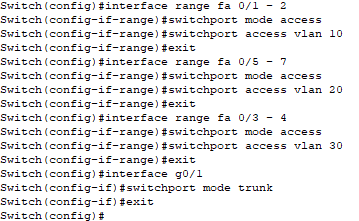 Switch(config)#interface range fa 0/1 - 2
Switch(config-if-range)#switchport mode access
Switch(config-if-range)#switchport access vlan 10
Switch(config-if-range)#exit
Switch(config)#interface range fa 0/5 - 7
Switch(config-if-range)#switchport mode access
Switch(config-if-range)#switchport access vlan 20
Switch(config-if-range)#exit
Switch(config)#interface range fa 0/3 - 4
Switch(config-if-range)#switchport mode access
Switch(config-if-range)#switchport access vlan 30
Switch(config-if-range)#exit
Switch(config)#interface g0/1
Switch(config-if)#switchport mode trunk
Switch(config-if)#exit
Switch(config)#